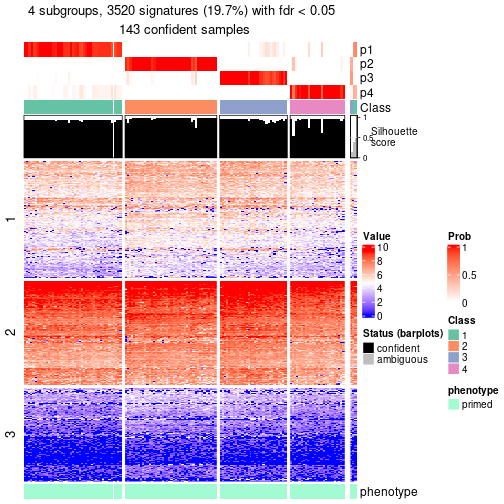 4 subgroups, 3520 signatures (19.7%) with fdr < 0.05
143 confident samples
p1
p2
p3
p4
Class
1
0.5
0
Silhouette
score
1
2
3
phenotype
Value
10
8
6
4
2
0
Status (barplots)
confident
ambiguous
Prob
1
0.5
0
Class
1
2
3
4
phenotype
primed